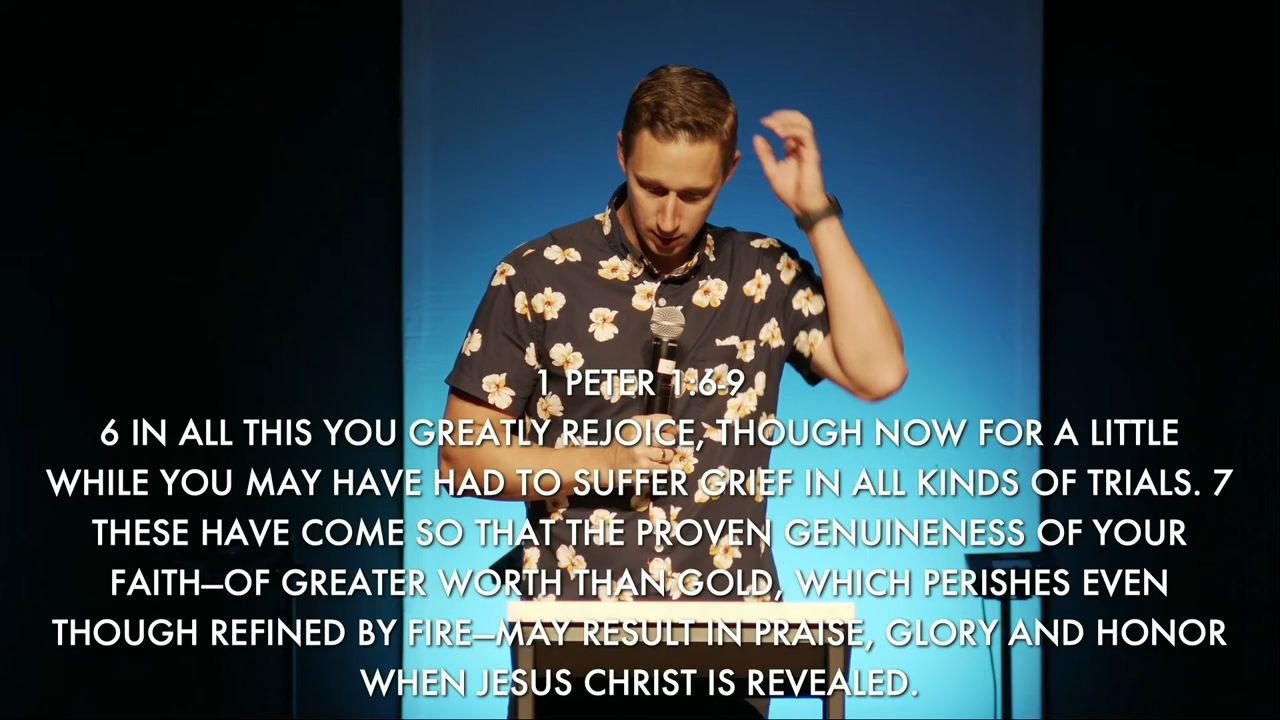 1 PETER 1:6-9
6 IN ALL THIS YOU GREATLY REJOICE, THOUGH NOW FOR A LITTLE
WHILE YOU MAY HAVE HAD TO SUFFER GRIEF IN ALL KINDS OF TRIALS. 7
THESE HAVE COME SO THAT THE PROVEN GENUINENESS OF YOUR
FAITH—OF GREATER WORTH THAN GOLD, WHICH PERISHES EVEN
THOUGH REFINED BY FIRE—MAY RESULT IN PRAISE, GLORY AND HONOR
WHEN JESUS CHRIST IS REVEALED.